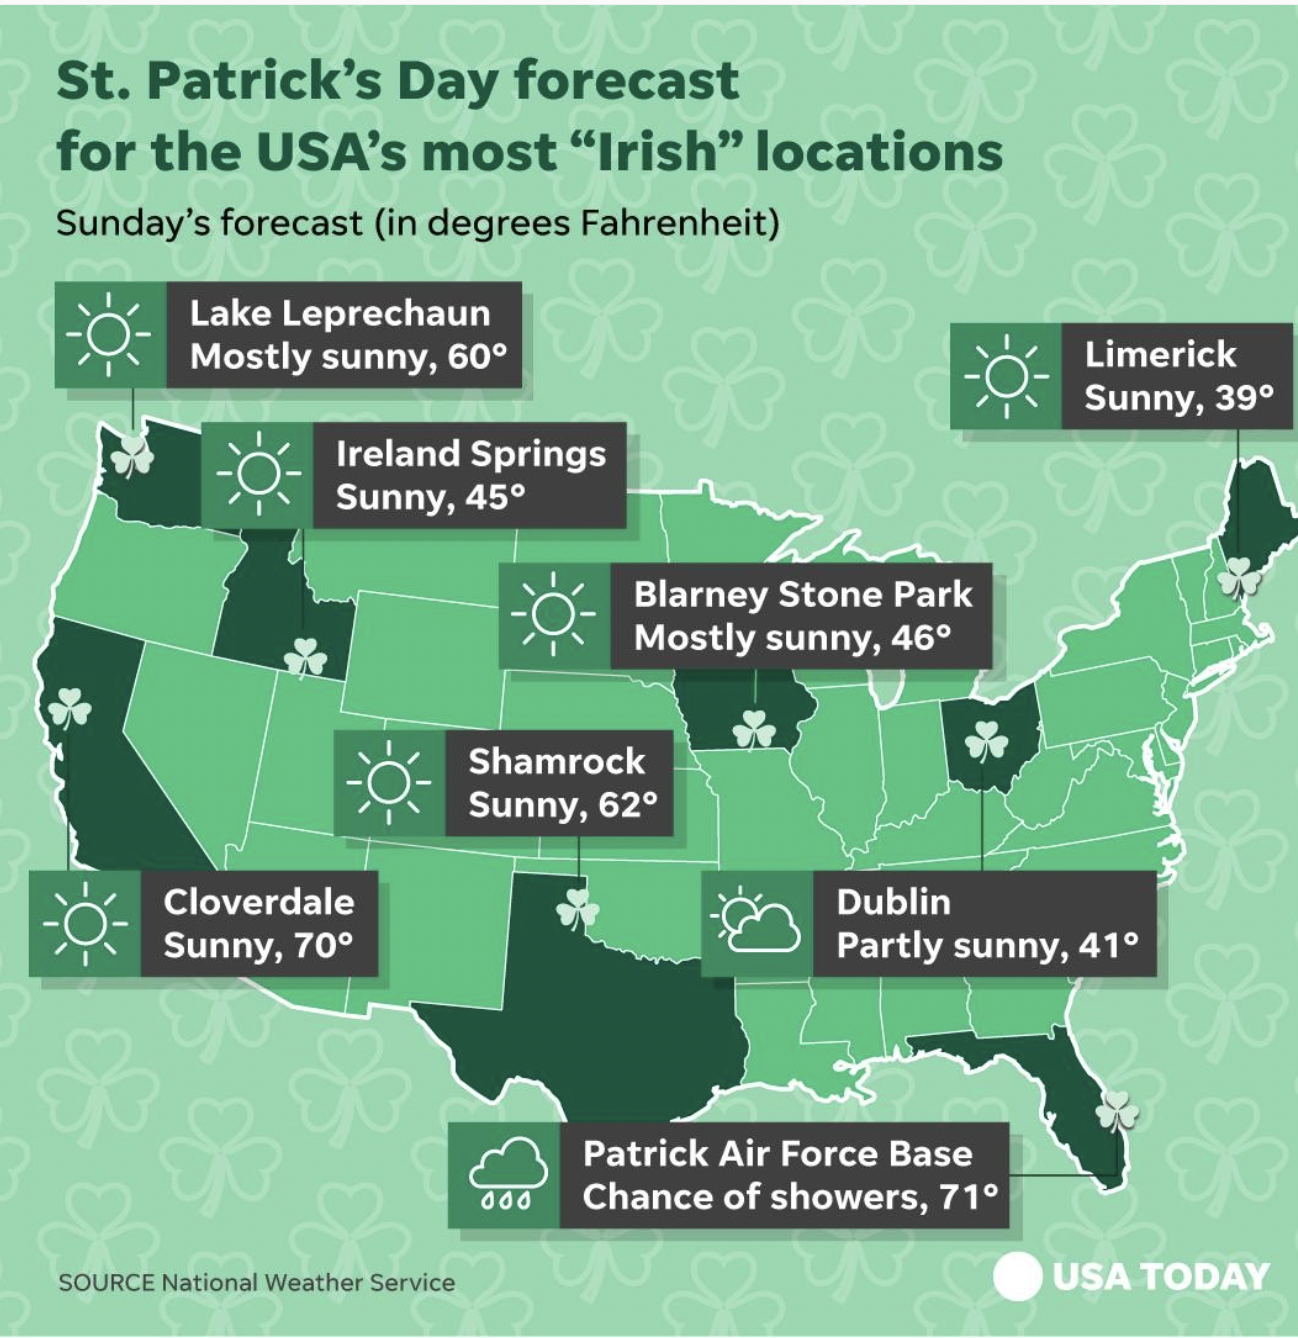 St. Patrick’s Day forecast
for the USA’s most “Irish” locations
Sunday’s forecast (in degrees Fahrenheit)
Lake Leprechaun
Mostly sunny, 60°
Limerick
Sunny, 39°
Ireland Springs
Sunny, 45°
Blarney Stone Park
Mostly sunny, 46°
Shamrock
Sunny, 62°
Cloverdale
Sunny, 70°
Dublin
Partly sunny, 41°
Patrick Air Force Base
Chance of showers, 71°
SOURCE National Weather Service
USA TODAY